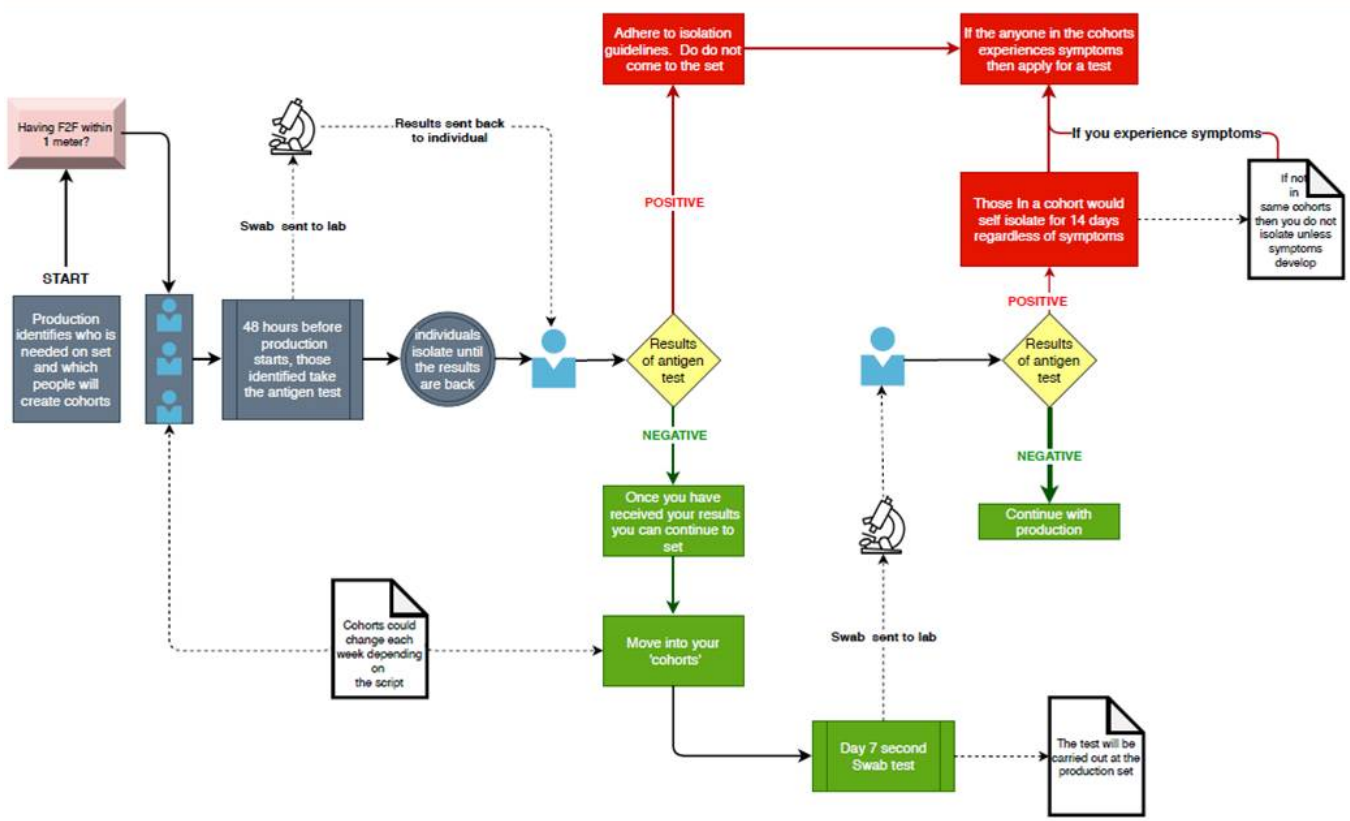 Adhere to isolation
guidelines. Do do not
come to the set
If the anyone in the cohorts
experiences symptoms
then apply for a test
Having F2F within
1 meter?
Results sent back
to individual
If you experience symptoms
POSITIVE
Those In a cohort would
self isolate for 14 days
regardless of symptoms
If not
in
same cohorts
then you do not
isolate unless
symptoms
develop
Swab sent to lab
START
Production
identifies who is
needed on set
and which
people will
create cohorts
48 hours before
production
starts, those
identified take
the antigen test
individuals
isolate until
the results
are back
Results
of antigen
test
POSITIVE
Results
of antigen
test
NEGATIVE
NEGATIVE
Once you have
received your results
you can continue to
set
Continue with
production
Cohorts could
change each
week depending
on
the script
Move into your
'cohorts'
Swab sent to lab
Day 7 second
Swab test
The test will be
carried out at the
production set